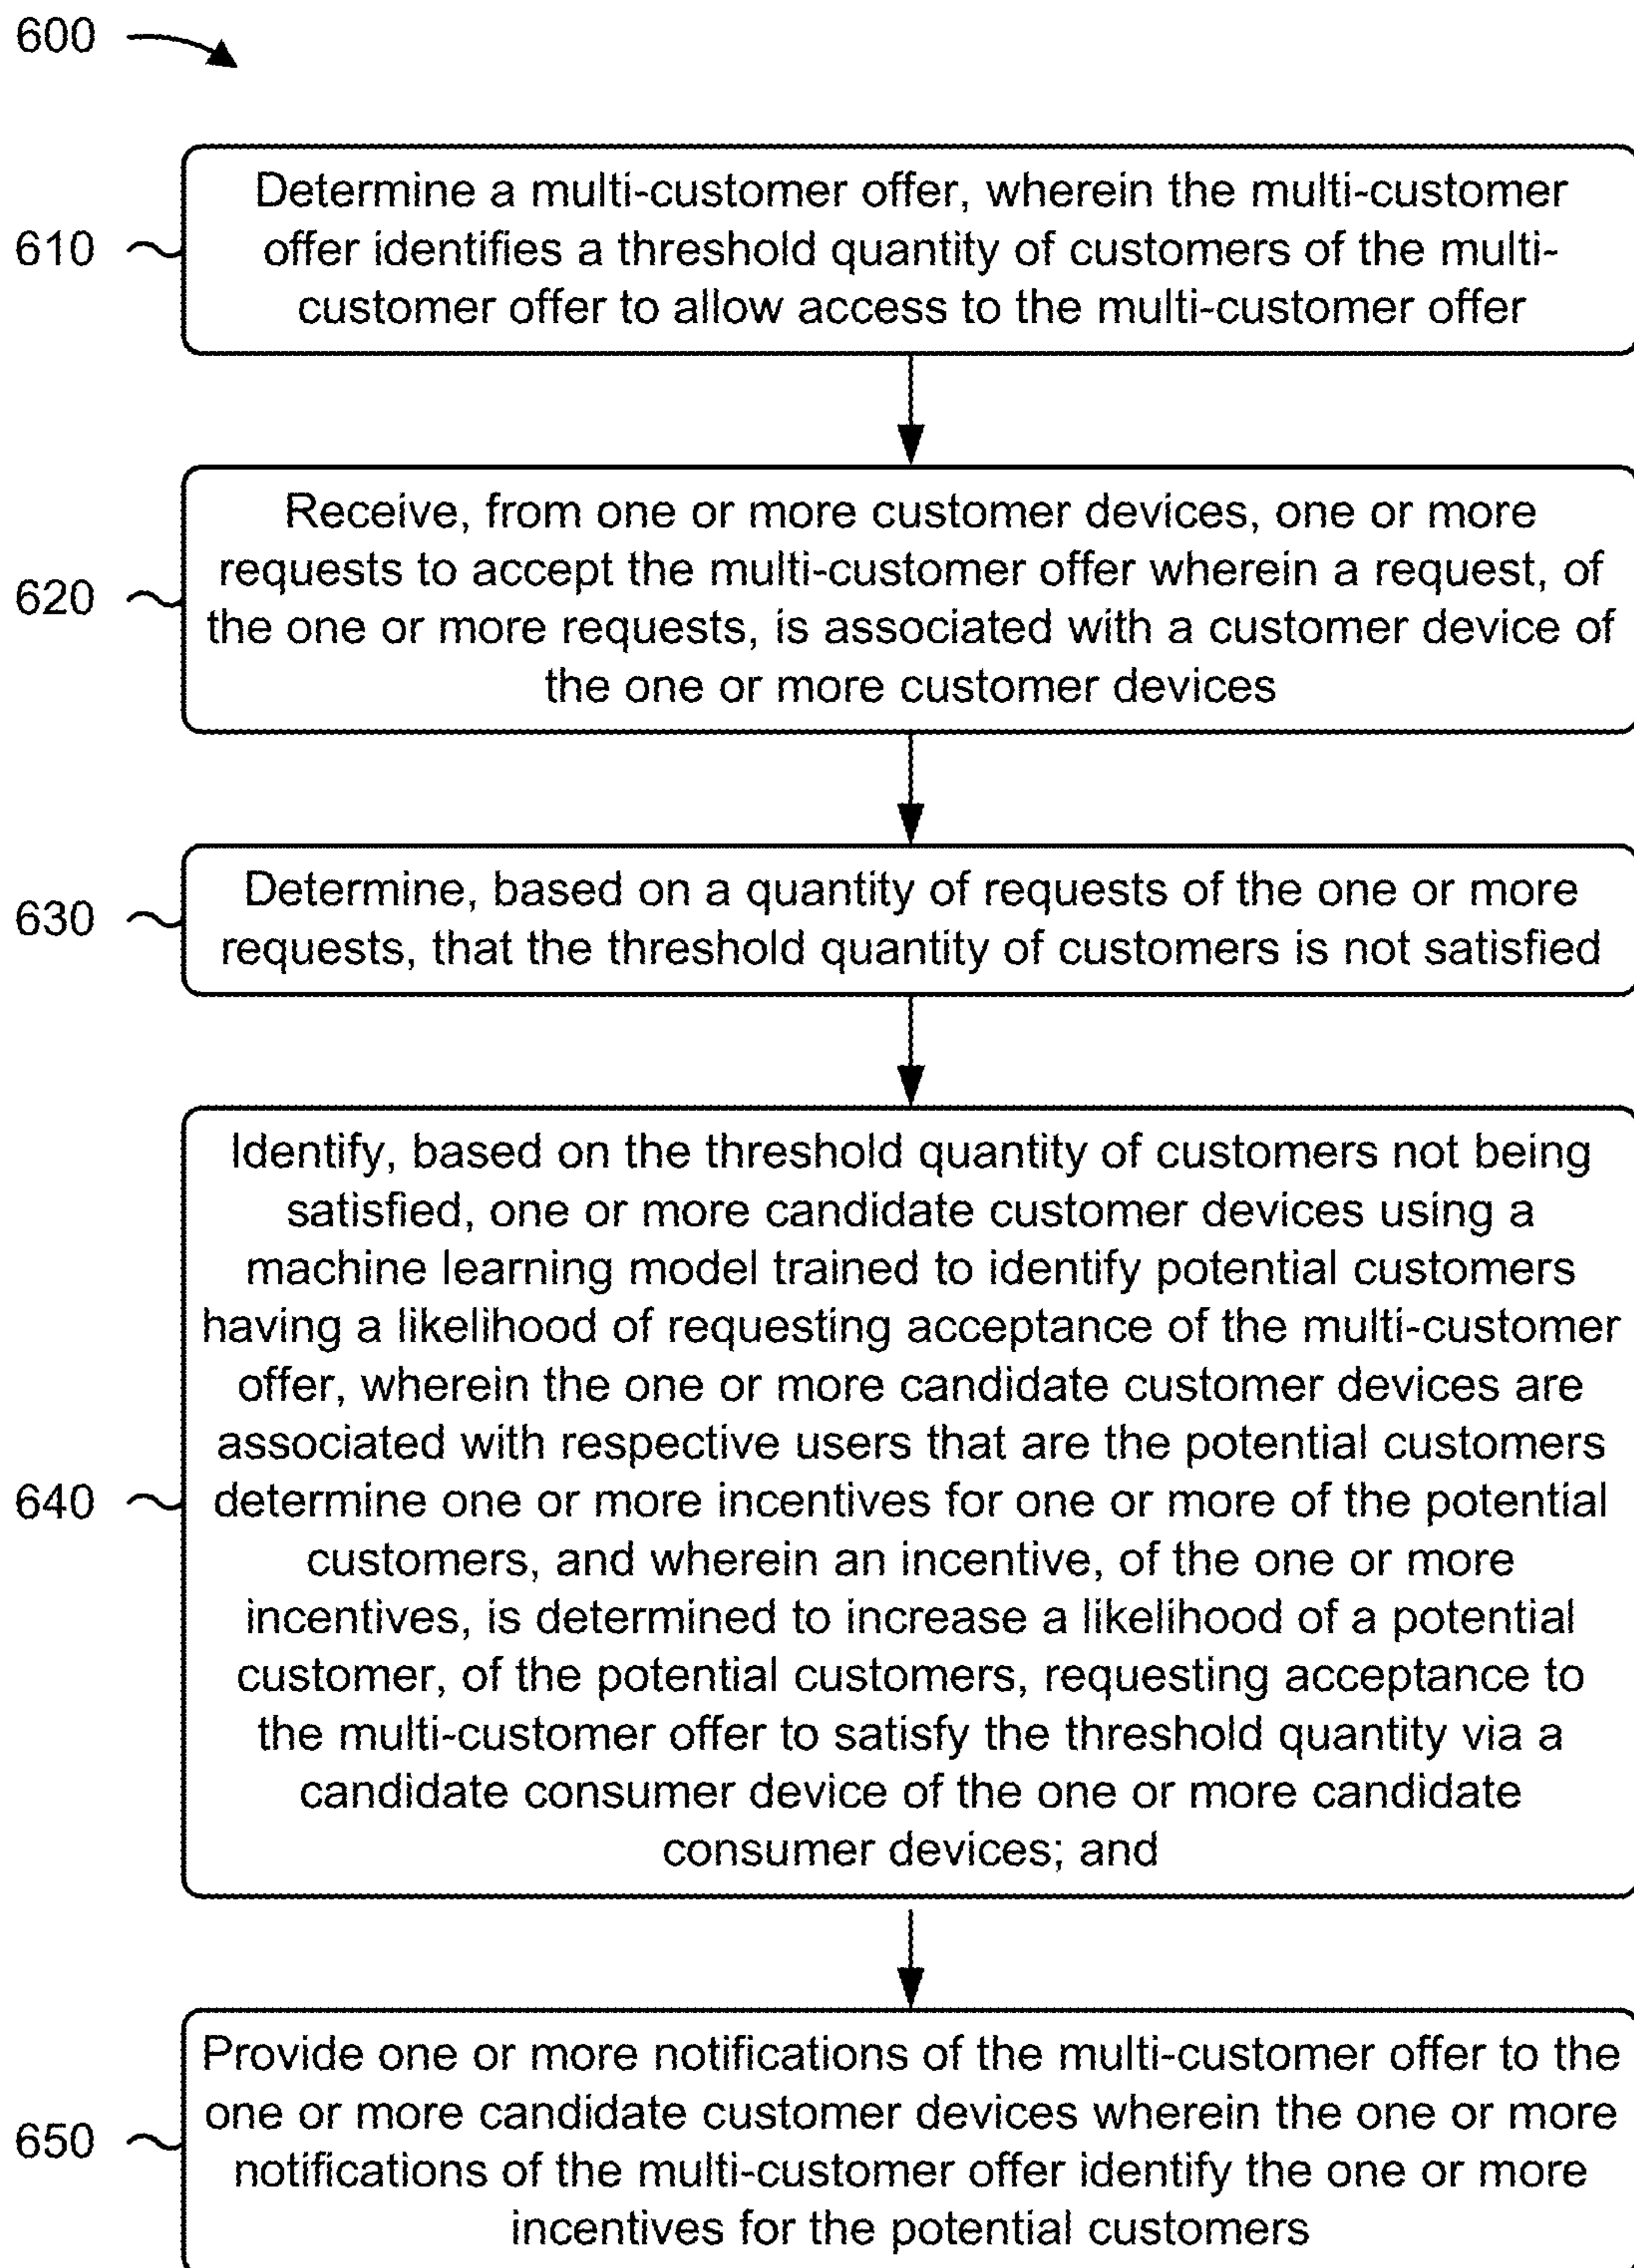 600
610
Determine a multi-customer offer, wherein the multi-customer
offer identifies a threshold quantity of customers of the multi-
customer offer to allow access to the multi-customer offer
620
Receive, from one or more customer devices, one or more
requests to accept the multi-customer offer wherein a request, of
the one or more requests, is associated with a customer device of
the one or more customer devices
630
Determine, based on a quantity of requests of the one or more
requests, that the threshold quantity of customers is not satisfied
640
Identify, based on the threshold quantity of customers not being
satisfied, one or more candidate customer devices using a
machine learning model trained to identify potential customers
having a likelihood of requesting acceptance of the multi-customer
offer, wherein the one or more candidate customer devices are
associated with respective users that are the potential customers
determine one or more incentives for one or more of the potential
customers, and wherein an incentive, of the one or more
incentives, is determined to increase a likelihood of a potential
customer, of the potential customers, requesting acceptance to
the multi-customer offer to satisfy the threshold quantity via a
candidate consumer device of the one or more candidate
consumer devices; and
650
Provide one or more notifications of the multi-customer offer to the
one or more candidate customer devices wherein the one or more
notifications of the multi-customer offer identify the one or more
incentives for the potential customers